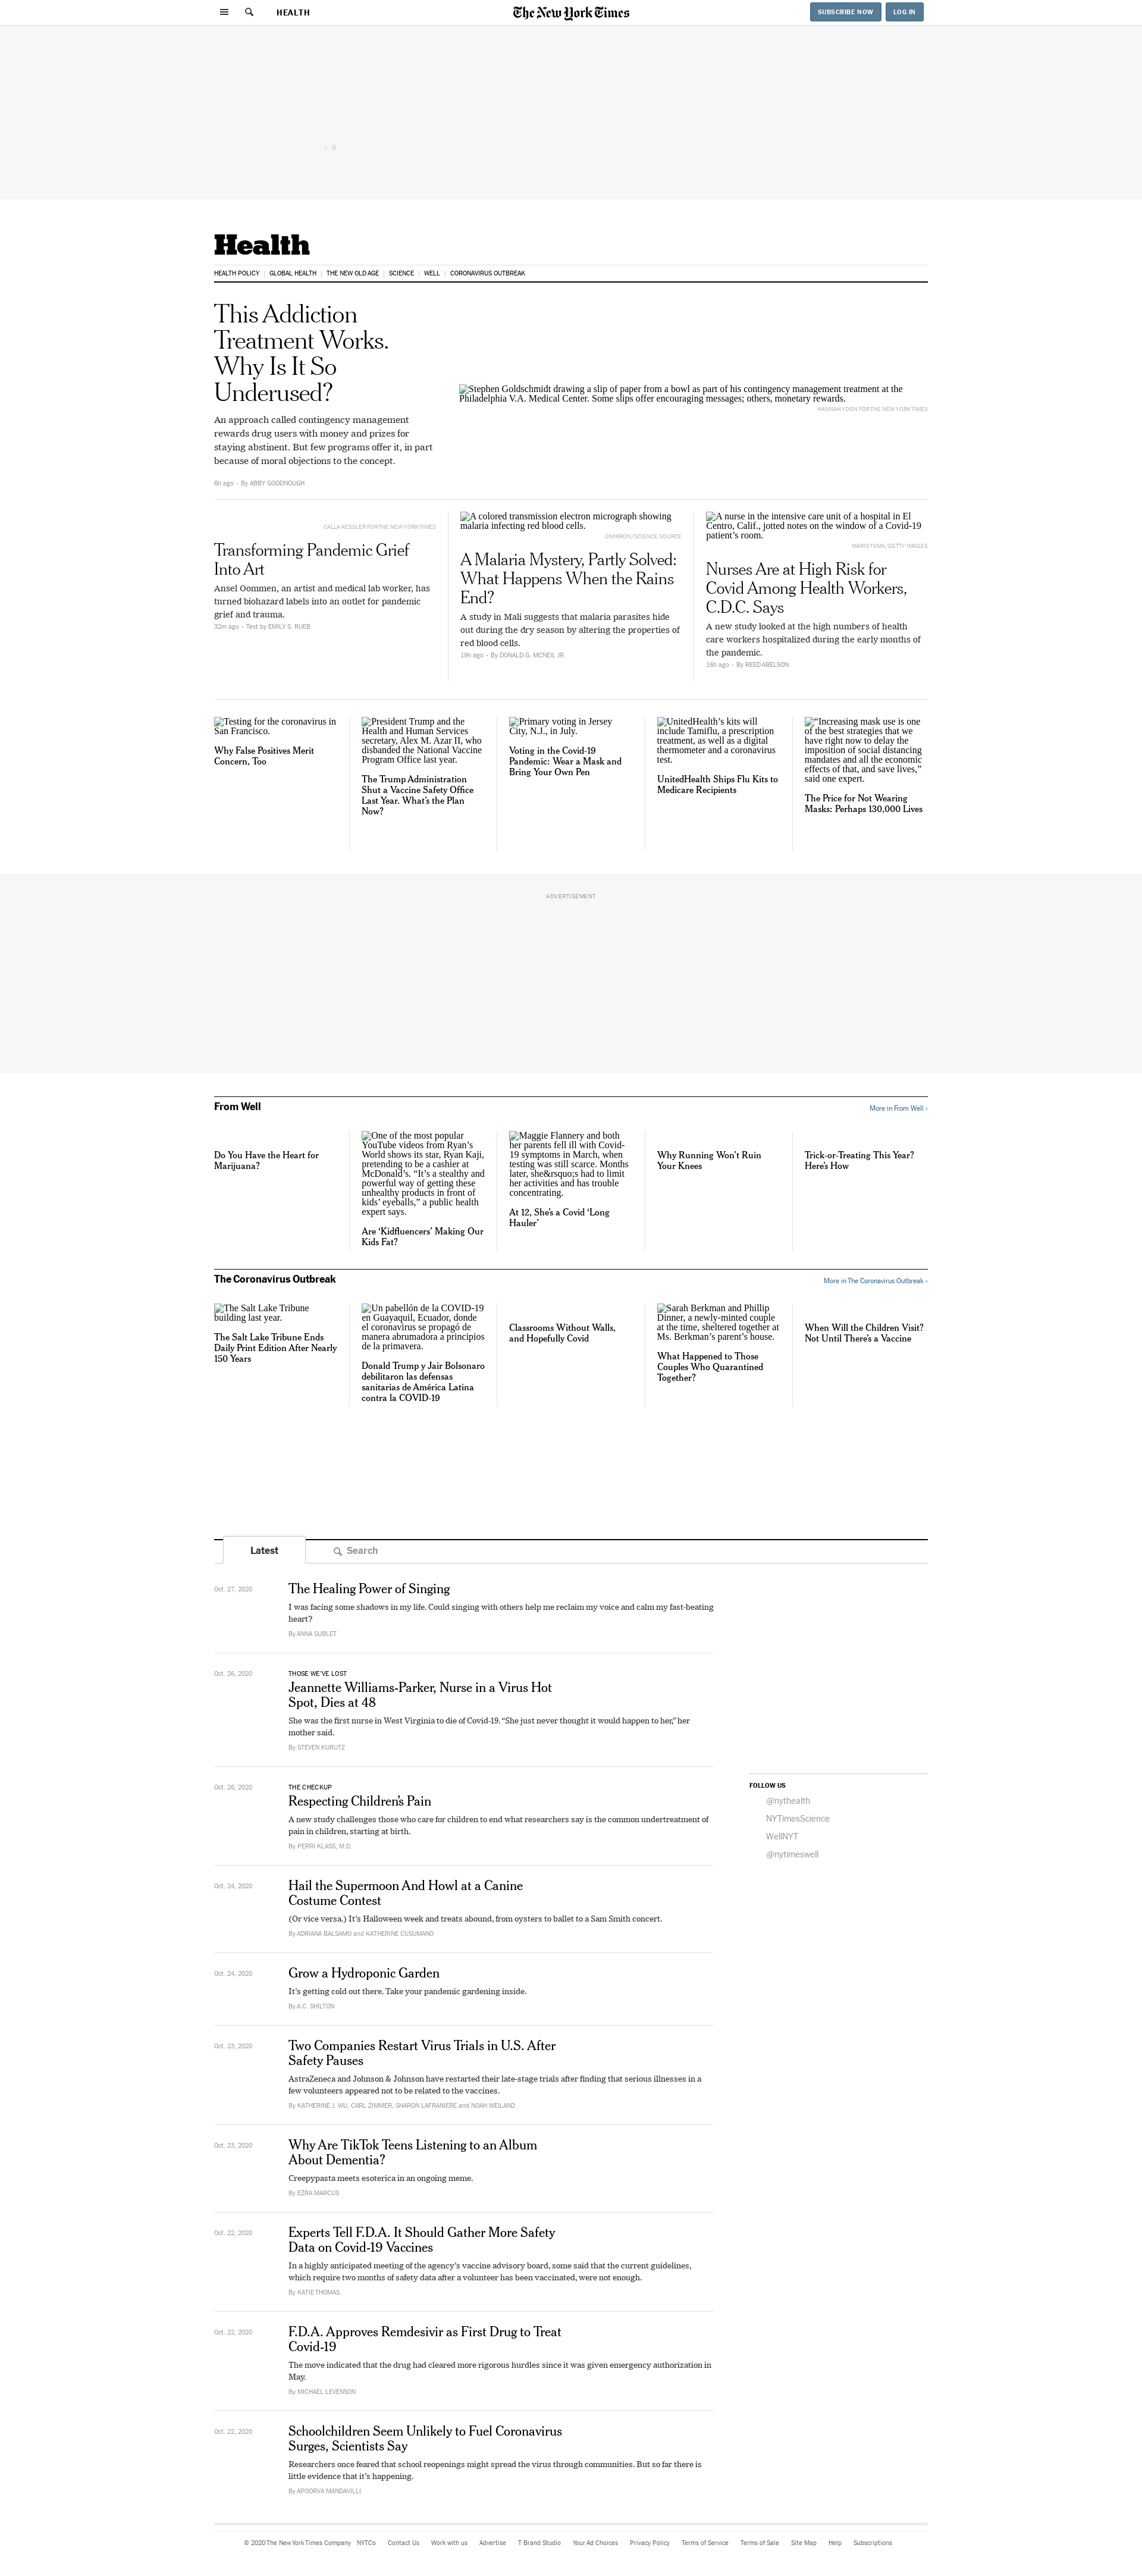 HEALTH
The New York Times
SUBSCRIBE NOW
LOG IN
Health
HEALTH POLICY
GLOBAL HEALTH
THE NEW OLD AGE
SCIENCE
WELL
CORONAVIRUS OUTBREAK
This Addiction
Treatment Works.
Why Is It So
Underused?
An approach called contingency management
rewards drug users with money and prizes for
staying abstinent. But few programs offer it, in part
because of moral objections to the concept.
6h ago · By ABBY GOODNOUGH
Stephen Goldschmidt drawing a slip of paper from a bowl as part of his contingency management treatment at the
Philadelphia V.A. Medical Center. Some slips offer encouraging messages; others, monetary rewards.
HANNAH YOON FOR THE NEW YORK TIMES
CALLA KESSLER FOR THE NEW YORK TIMES
Transforming Pandemic Grief
Into Art
Ansel Oommen, an artist and medical lab worker, has
turned biohazard labels into an outlet for pandemic
grief and trauma.
32m ago · Text by EMILY S. RUEB
A colored transmission electron micrograph showing
malaria infecting red blood cells.
OMIKRON/SCIENCE SOURCE
A Malaria Mystery, Partly Solved:
What Happens When the Rains
End?
A study in Mali suggests that malaria parasites hide
out during the dry season by altering the properties of
red blood cells.
19h ago · By DONALD G. MCNEIL JR.
A nurse in the intensive care unit of a hospital in El
Centro, Calif., jotted notes on the window of a Covid-19
patient's room.
MARIO TAMA/GETTY IMAGES
Nurses Are at High Risk for
Covid Among Health Workers,
C.D.C. Says
A new study looked at the high numbers of health
care workers hospitalized during the early months of
the pandemic.
16h ago · By REED ABELSON
Testing for the coronavirus in
San Francisco.
Why False Positives Merit
Concern, Too
President Trump and the
Health and Human Services
secretary, Alex M. Azar II, who
disbanded the National Vaccine
Program Office last year.
The Trump Administration
Shut a Vaccine Safety Office
Last Year. What's the Plan
Now?
Primary voting in Jersey
City, N.J., in July.
Voting in the Covid-19
Pandemic: Wear a Mask and
Bring Your Own Pen
UnitedHealth's kits will
include Tamiflu, a prescription
treatment, as well as a digital
thermometer and a coronavirus
test.
UnitedHealth Ships Flu Kits to
Medicare Recipients
"Increasing mask use is one
of the best strategies that we
have right now to delay the
imposition of social distancing
mandates and all the economic
effects of that, and save lives,"
said one expert.
The Price for Not Wearing
Masks: Perhaps 130,000 Lives
ADVERTISEMENT
From Well
More in From Well ›
Do You Have the Heart for
Marijuana?
One of the most popular
YouTube videos from Ryan's
World shows its star, Ryan Kaji,
pretending to be a cashier at
McDonald's. "It's a stealthy and
powerful way of getting these
unhealthy products in front of
kids' eyeballs," a public health
expert says.
Are 'Kidfluencers' Making Our
Kids Fat?
Maggie Flannery and both
her parents fell ill with Covid-
19 symptoms in March, when
testing was still scarce. Months
later, she&rsquo;s had to limit
her activities and has trouble
concentrating.
At 12, She's a Covid 'Long
Hauler'
Why Running Won't Ruin
Your Knees
Trick-or-Treating This Year?
Here's How
The Coronavirus Outbreak
More in The Coronavirus Outbreak ›
The Salt Lake Tribune
building last year.
The Salt Lake Tribune Ends
Daily Print Edition After Nearly
150 Years
Un pabellón de la COVID-19
en Guayaquil, Ecuador, donde
el coronavirus se propagó de
manera abrumadora a principios
de la primavera.
Donald Trump y Jair Bolsonaro
debilitaron las defensas
sanitarias de América Latina
contra la COVID-19
Classrooms Without Walls,
and Hopefully Covid
Sarah Berkman and Phillip
Dinner, a newly-minted couple
at the time, sheltered together at
Ms. Berkman's parent's house.
What Happened to Those
Couples Who Quarantined
Together?
When Will the Children Visit?
Not Until There's a Vaccine
Latest
Search
Oct. 27, 2020
The Healing Power of Singing
I was facing some shadows in my life. Could singing with others help me reclaim my voice and calm my fast-beating
heart?
By ANNA SUBLET
Oct. 26, 2020
THOSE WE'VE LOST
Jeannette Williams-Parker, Nurse in a Virus Hot
Spot, Dies at 48
She was the first nurse in West Virginia to die of Covid-19. "She just never thought it would happen to her," her
mother said.
By STEVEN KURUTZ
Oct. 26, 2020
THE CHECKUP
Respecting Children's Pain
A new study challenges those who care for children to end what researchers say is the common undertreatment of
pain in children, starting at birth.
By PERRI KLASS, M.D.
FOLLOW US
@nythealth
NYTimesScience
WellNYT
@nytimeswell
Oct. 24, 2020
Hail the Supermoon And Howl at a Canine
Costume Contest
(Or vice versa.) It's Halloween week and treats abound, from oysters to ballet to a Sam Smith concert.
By ADRIANA BALSAMO and KATHERINE CUSUMANO
Oct. 24, 2020
Grow a Hydroponic Garden
It's getting cold out there. Take your pandemic gardening inside.
By A.C. SHILTON
Oct. 23, 2020
Two Companies Restart Virus Trials in U.S. After
Safety Pauses
AstraZeneca and Johnson & Johnson have restarted their late-stage trials after finding that serious illnesses in a
few volunteers appeared not to be related to the vaccines.
By KATHERINE J. WU, CARL ZIMMER, SHARON LAFRANIERE and NOAH WEILAND
Oct. 23, 2020
Why Are TikTok Teens Listening to an Album
About Dementia?
Creepypasta meets esoterica in an ongoing meme.
By EZRA MARCUS
Oct. 22, 2020
Experts Tell F.D.A. It Should Gather More Safety
Data on Covid-19 Vaccines
In a highly anticipated meeting of the agency's vaccine advisory board, some said that the current guidelines,
which require two months of safety data after a volunteer has been vaccinated, were not enough.
By KATIE THOMAS
Oct. 22, 2020
F.D.A. Approves Remdesivir as First Drug to Treat
Covid-19
The move indicated that the drug had cleared more rigorous hurdles since it was given emergency authorization in
May.
By MICHAEL LEVENSON
Oct. 22, 2020
Schoolchildren Seem Unlikely to Fuel Coronavirus
Surges, Scientists Say
Researchers once feared that school reopenings might spread the virus through communities. But so far there is
little evidence that it's happening.
By APOORVA MANDAVILLI
© 2020 The New York Times Company NYTCo Contact Us Work with us Advertise T Brand Studio Your Ad Choices Privacy Policy Terms of Service Terms of Sale Site Map Help Subscriptions